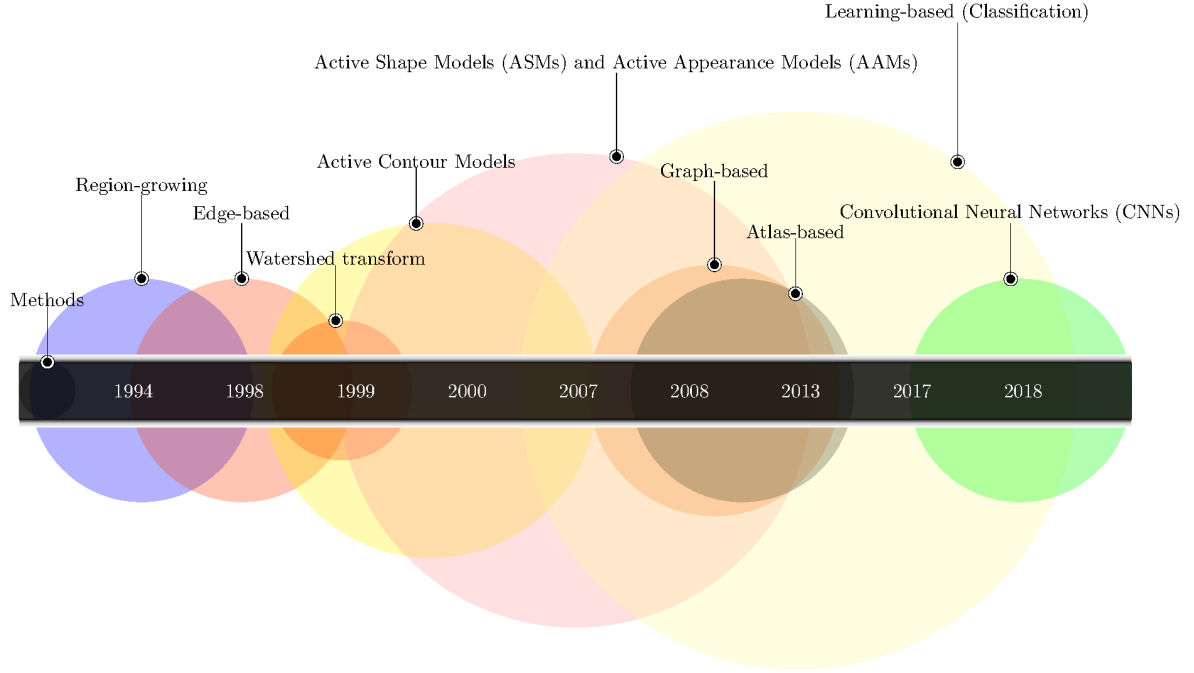 Learning-based (Classification)
Active Shape Models (ASMs) and Active Appearance Models (AAMs)
Active Contour Models
Graph-based
Region-growing
Edge-based
Convolutional Neural Networks (CNNs)
Atlas-based
Watershed transform
Methods
1994 1998 1999 2000 2007 2008 2013 2017 2018